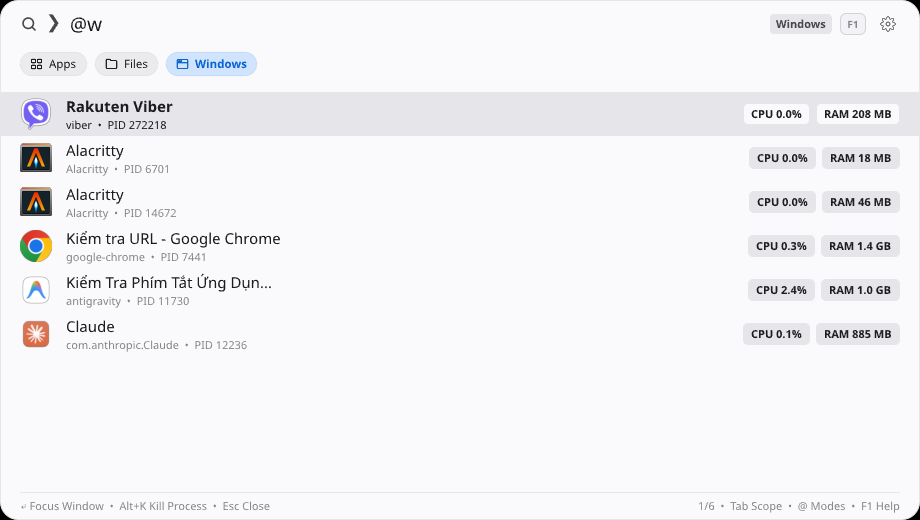 ❯ @w
Windows F1
Apps Files Windows
Rakuten Viber
viber • PID 272218
CPU 0.0% RAM 208 MB
Alacritty
Alacritty • PID 6701
CPU 0.0% RAM 18 MB
Alacritty
Alacritty • PID 14672
CPU 0.0% RAM 46 MB
Kiểm tra URL - Google Chrome
google-chrome • PID 7441
CPU 0.3% RAM 1.4 GB
Kiểm Tra Phím Tắt Ứng Dụn...
antigravity • PID 11730
CPU 2.4% RAM 1.0 GB
Claude
com.anthropic.Claude • PID 12236
CPU 0.1% RAM 885 MB
↵ Focus Window • Alt+K Kill Process • Esc Close
1/6 • Tab Scope • @ Modes • F1 Help